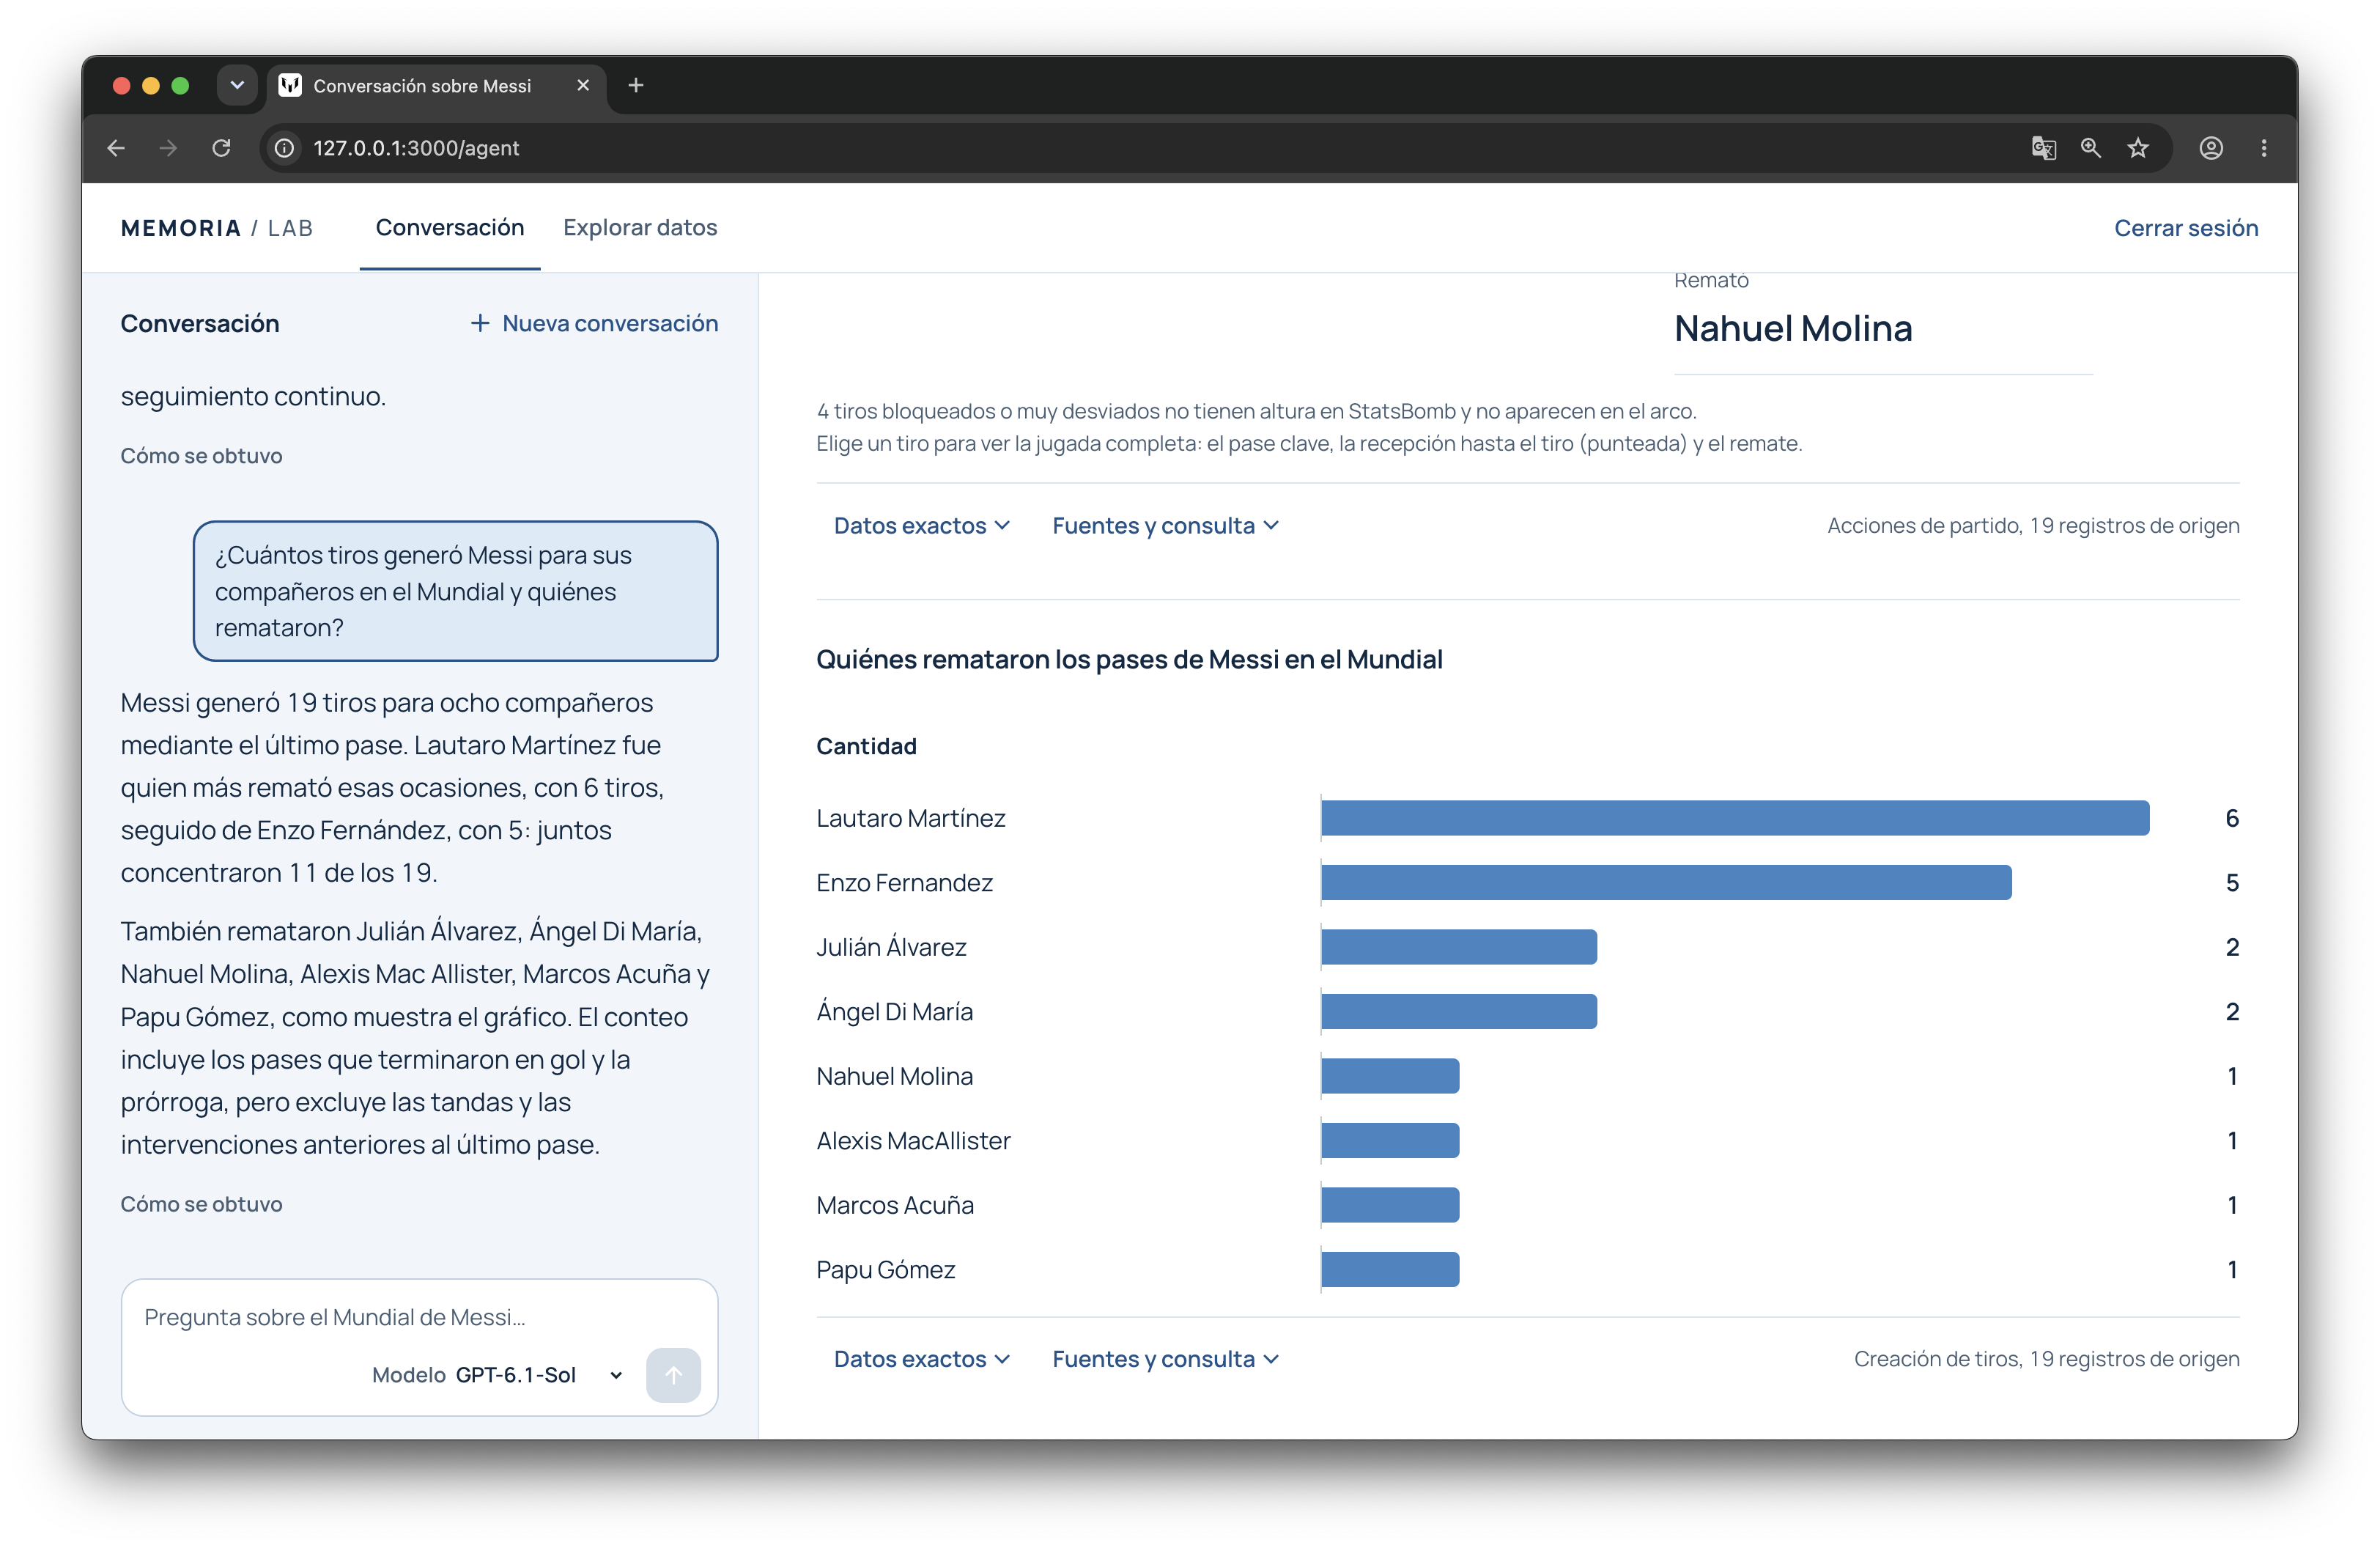 Conversación sobre Messi
127.0.0.1:3000/agent
MEMORIA / LAB
Conversación
Explorar datos
Cerrar sesión
Conversación
+ Nueva conversación
seguimiento continuo.
Cómo se obtuvo
¿Cuántos tiros generó Messi para sus
compañeros en el Mundial y quiénes
remataron?
Messi generó 19 tiros para ocho compañeros
mediante el último pase. Lautaro Martínez fue
quien más remató esas ocasiones, con 6 tiros,
seguido de Enzo Fernández, con 5: juntos
concentraron 11 de los 19.
También remataron Julián Álvarez, Ángel Di María,
Nahuel Molina, Alexis Mac Allister, Marcos Acuña y
Papu Gómez, como muestra el gráfico. El conteo
incluye los pases que terminaron en gol y la
prórroga, pero excluye las tandas y las
intervenciones anteriores al último pase.
Cómo se obtuvo
Pregunta sobre el Mundial de Messi...
Modelo GPT-6.1-Sol
Remató
Nahuel Molina
4 tiros bloqueados o muy desviados no tienen altura en StatsBomb y no aparecen en el arco.
Elige un tiro para ver la jugada completa: el pase clave, la recepción hasta el tiro (punteada) y el remate.
Datos exactos
Fuentes y consulta
Acciones de partido, 19 registros de origen
Quiénes remataron los pases de Messi en el Mundial
Cantidad
Lautaro Martínez 6
Enzo Fernandez 5
Julián Álvarez 2
Ángel Di María 2
Nahuel Molina 1
Alexis MacAllister 1
Marcos Acuña 1
Papu Gómez 1
Datos exactos
Fuentes y consulta
Creación de tiros, 19 registros de origen